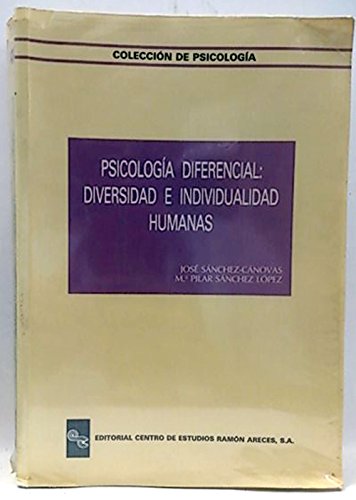 COLECCIÓN DE PSICOLOGÍA
PSICOLOGÍA DIFERENCIAL:
DIVERSIDAD E INDIVIDUALIDAD
HUMANAS
JOSÉ SÁNCHEZ-CÁNOVAS
M.ª PILAR SÁNCHEZ LÓPEZ
EDITORIAL CENTRO DE ESTUDIOS RAMÓN ARECES, S.A.